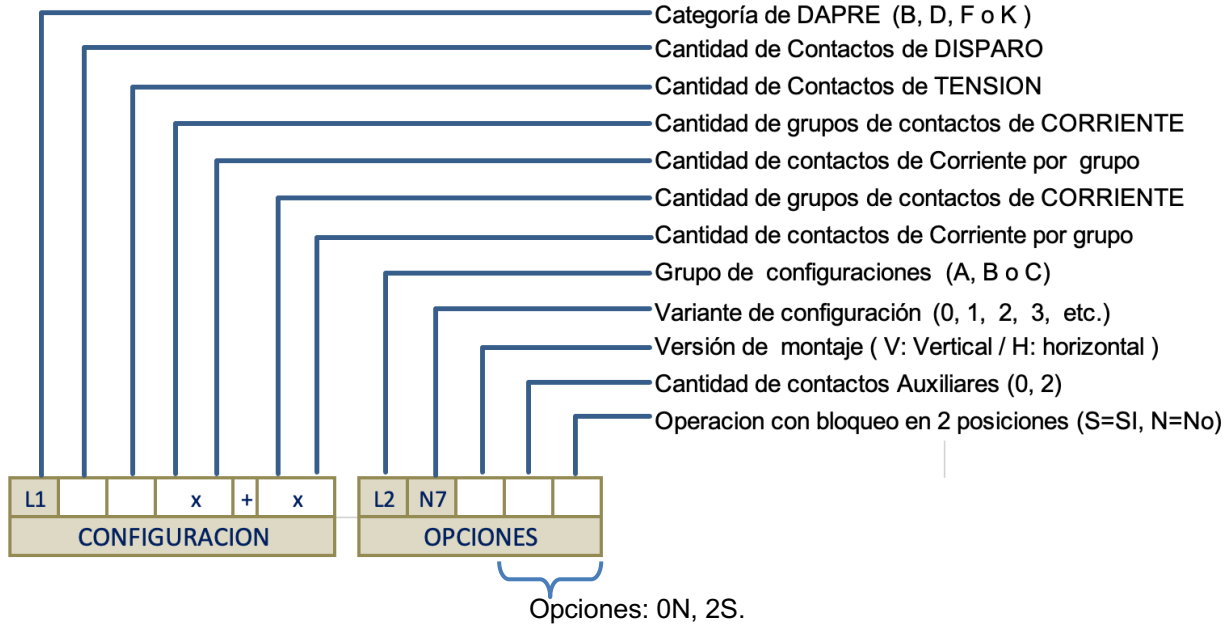 Categoría de DAPRE (B, D, F o K )
Cantidad de Contactos de DISPARO
Cantidad de Contactos de TENSION
Cantidad de grupos de contactos de CORRIENTE
Cantidad de contactos de Corriente por grupo
Cantidad de grupos de contactos de CORRIENTE
Cantidad de contactos de Corriente por grupo
Grupo de configuraciones (A, B o C)
Variante de configuración (0, 1, 2, 3, etc.)
Versión de montaje ( V: Vertical / H: horizontal )
Cantidad de contactos Auxiliares (0, 2)
Operacion con bloqueo en 2 posiciones (S=SI, N=No)
L1 x + x L2 N7
CONFIGURACION OPCIONES
Opciones: 0N, 2S.